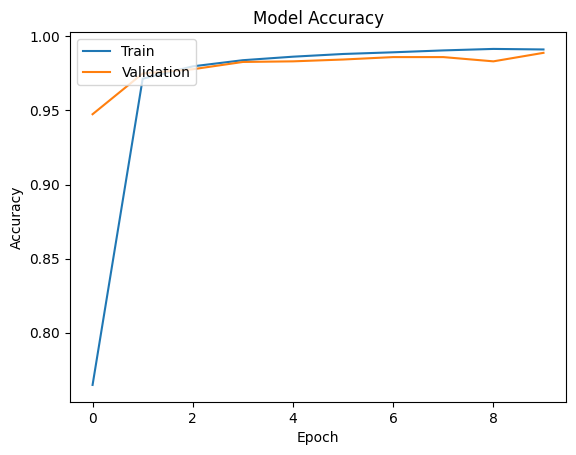 Model Accuracy
Train
Validation
1.00
0.95
0.90
0.85
0.80
Accuracy
0 2 4 6 8
Epoch